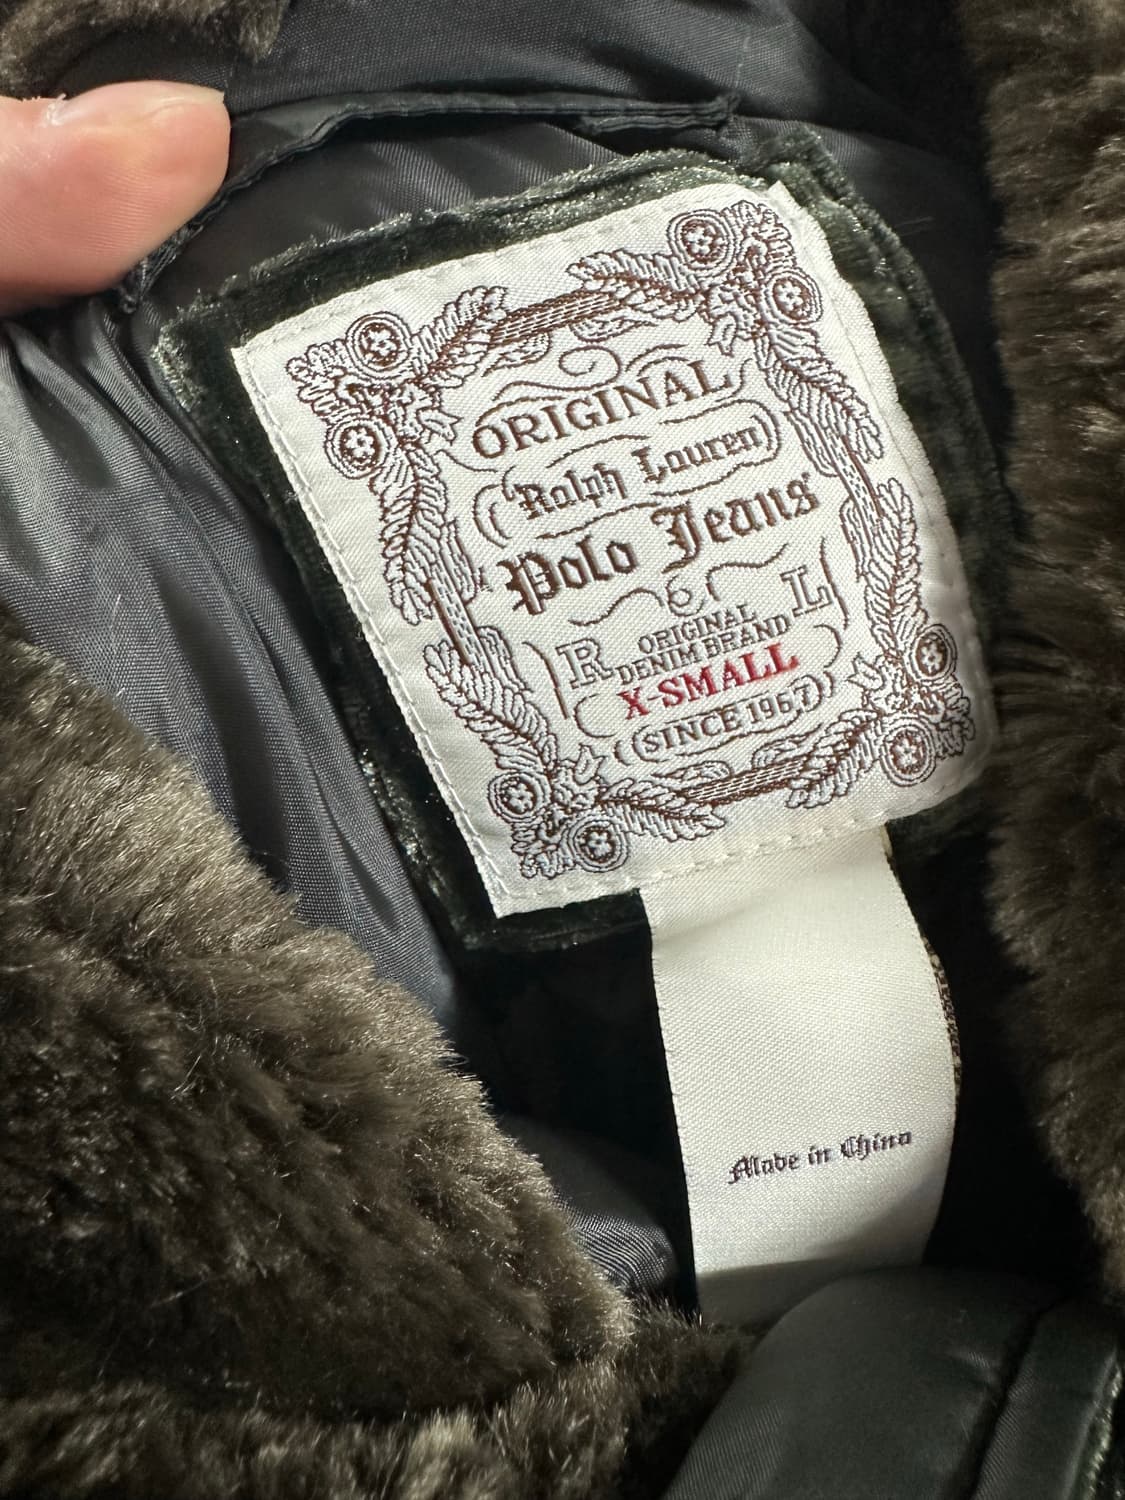 ORIGINAL
Ralph Lauren
Polo Jeans
R L
ORIGINAL
DENIM BRAND
X-SMALL
SINCE 1967
Made in China